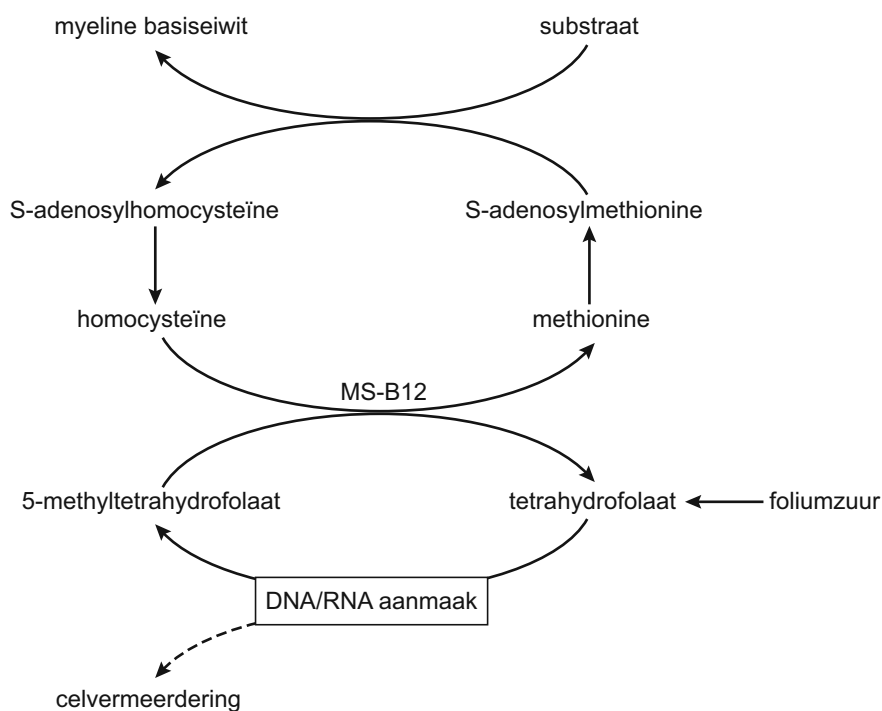 myeline basiseiwit
substraat
S-adenosylhomocysteïne
S-adenosylmethionine
homocysteïne
methionine
MS-B12
5-methyltetrahydrofolaat
tetrahydrofolaat
foliumzuur
DNA/RNA aanmaak
celvermeerdering